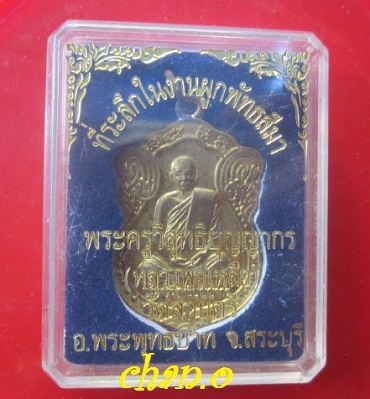 ที่ระลึกในงานผูกพัทธสีมา
พระครูวิสุทธิบุญญากร
(หลวงพ่อเหลือ)
อ.พระพุทธบาท จ.สระบุรี
chan.o